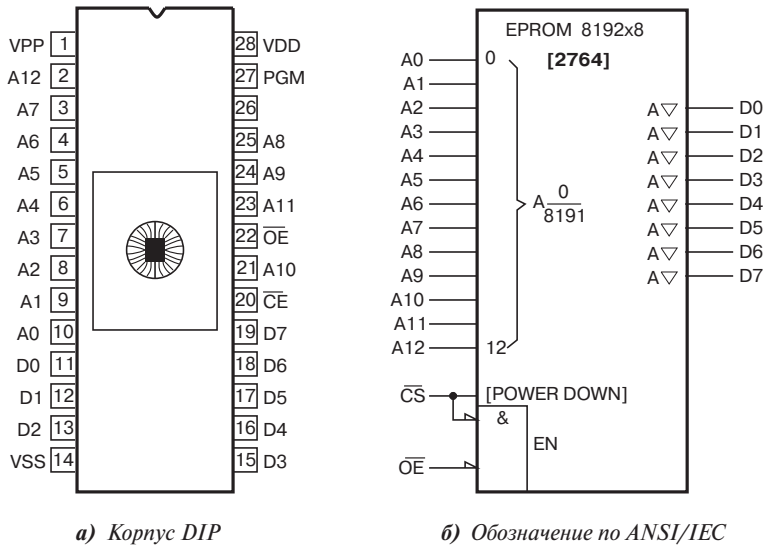 VPP 1
A12 2
A7 3
A6 4
A5 5
A4 6
A3 7
A2 8
A1 9
A0 10
D0 11
D1 12
D2 13
VSS 14
28 VDD
27 PGM
26
25 A8
24 A9
23 A11
22 O̅E̅
21 A10
20 C̅E̅
19 D7
18 D6
17 D5
16 D4
15 D3
а) Корпус DIP
EPROM 8192x8
[2764]
A0 0
A1
A2
A3
A4
A5
A6
A7
A8
A9
A10
A11
A12 12
A 0
8191
A▽ D0
A▽ D1
A▽ D2
A▽ D3
A▽ D4
A▽ D5
A▽ D6
A▽ D7
C̅S̅ [POWER DOWN]
&
EN
O̅E̅
б) Обозначение по ANSI/IEC